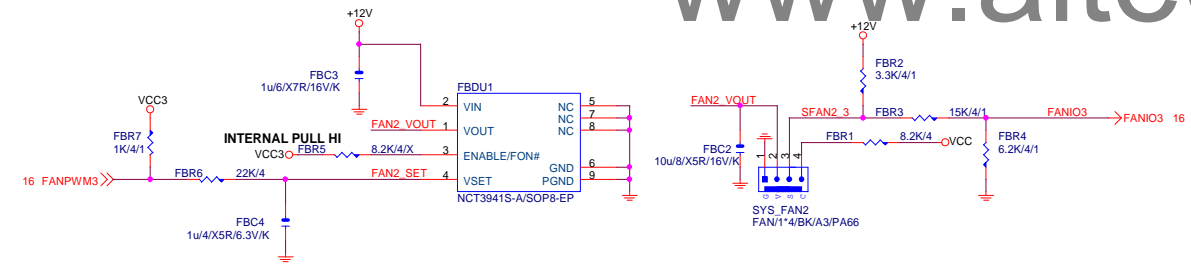 www.alte
+12V
+12V
FBC3
1u/6/X7R/16V/K
FBR2
3.3K/4/1
FBDU1
VCC3
2 VIN NC 5
NC 7
FAN2_VOUT 1 VOUT NC 8
FAN2_VOUT
SFAN2_3 FBR3 15K/4/1 FANIO3 FANIO3 16
FBR7
1K/4/1
INTERNAL PULL HI
VCC3 FBR5 8.2K/4/X 3 ENABLE/FON#
GND 6
FBR1 8.2K/4 VCC
FBR4
6.2K/4/1
FBC2
10u/8/X5R/16V/K
1 2 3 4
16 FANPWM3 FBR6 22K/4 FAN2_SET 4 VSET PGND 9
G V S C
NCT3941S-A/SOP8-EP
SYS_FAN2
FAN/1*4/BK/A3/PA66
FBC4
1u/4/X5R/6.3V/K